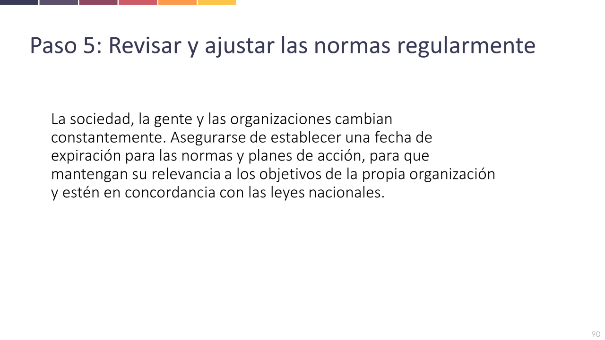 Paso 5: Revisar y ajustar las normas regularmente
La sociedad, la gente y las organizaciones cambian
constantemente. Asegurarse de establecer una fecha de
expiración para las normas y planes de acción, para que
mantengan su relevancia a los objetivos de la propia organización
y estén en concordancia con las leyes nacionales.
90